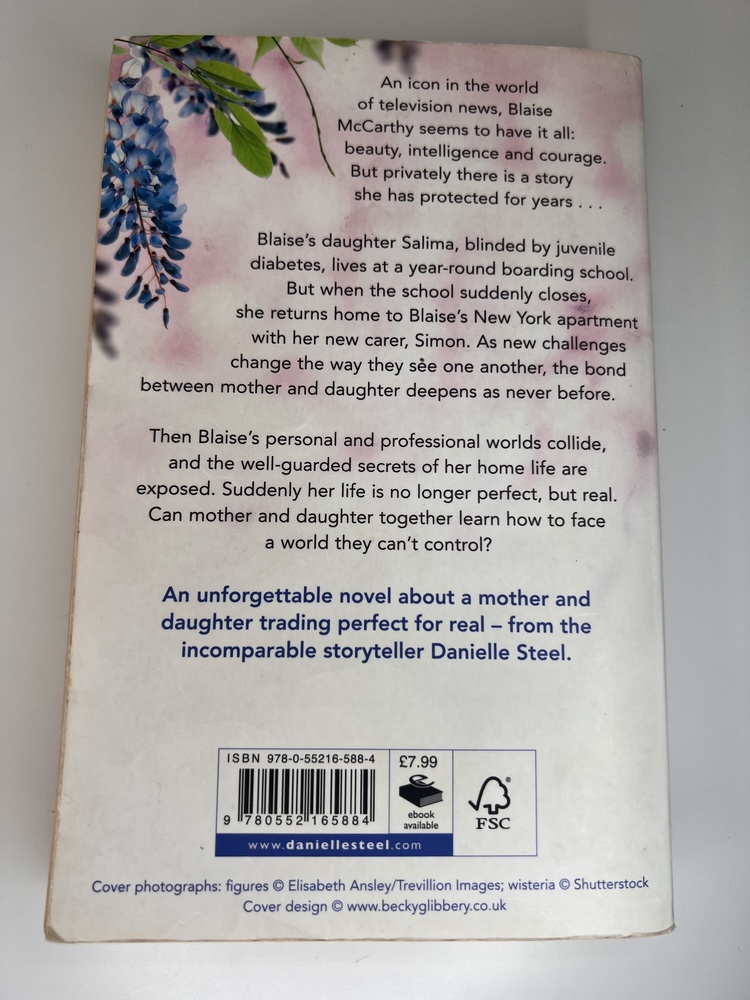 An icon in the world
of television news, Blaise
McCarthy seems to have it all:
beauty, intelligence and courage.
But privately there is a story
she has protected for years . . .
Blaise's daughter Salima, blinded by juvenile
diabetes, lives at a year-round boarding school.
But when the school suddenly closes,
she returns home to Blaise's New York apartment
with her new carer, Simon. As new challenges
change the way they see one another, the bond
between mother and daughter deepens as never before.
Then Blaise's personal and professional worlds collide,
and the well-guarded secrets of her home life are
exposed. Suddenly her life is no longer perfect, but real.
Can mother and daughter together learn how to face
a world they can't control?
An unforgettable novel about a mother and
daughter trading perfect for real – from the
incomparable storyteller Danielle Steel.
ISBN 978-0-55216-588-4
9 780552 165884
£7.99
e
ebook
available
FSC
®
www.daniellesteel.com
Cover photographs: figures © Elisabeth Ansley/Trevillion Images; wisteria © Shutterstock
Cover design © www.beckyglibbery.co.uk